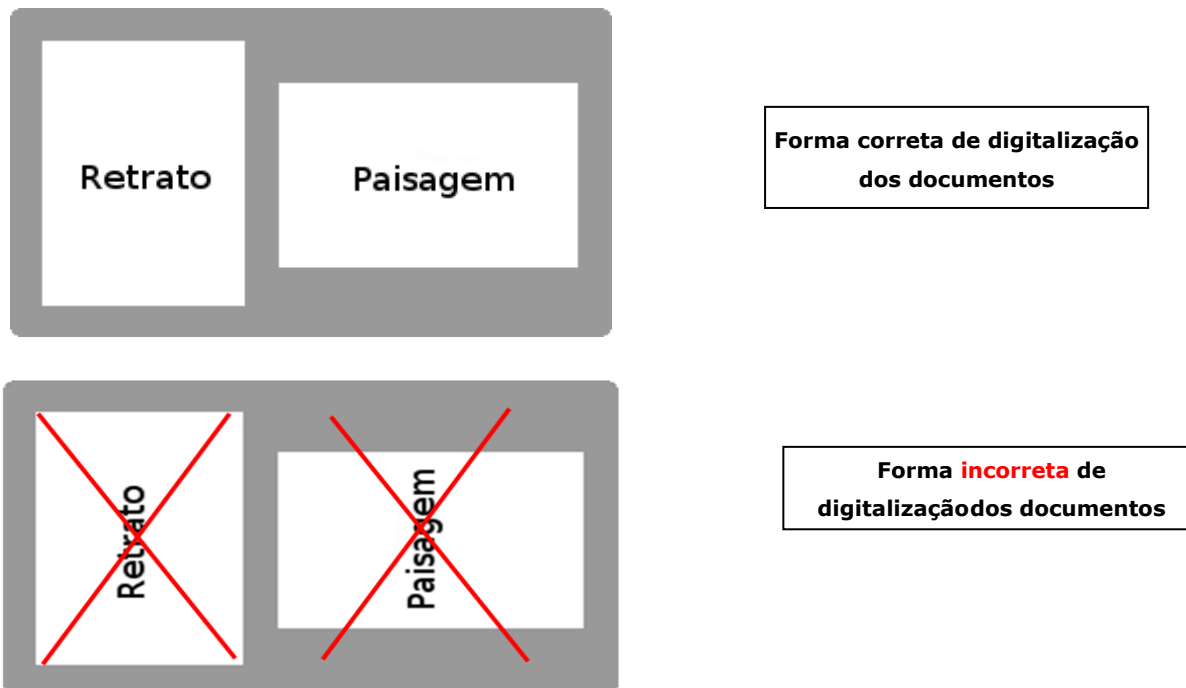 Retrato
Paisagem
Forma correta de digitalização
dos documentos
Retrato
Paisagem
Forma incorreta de
digitalizaçãodos documentos